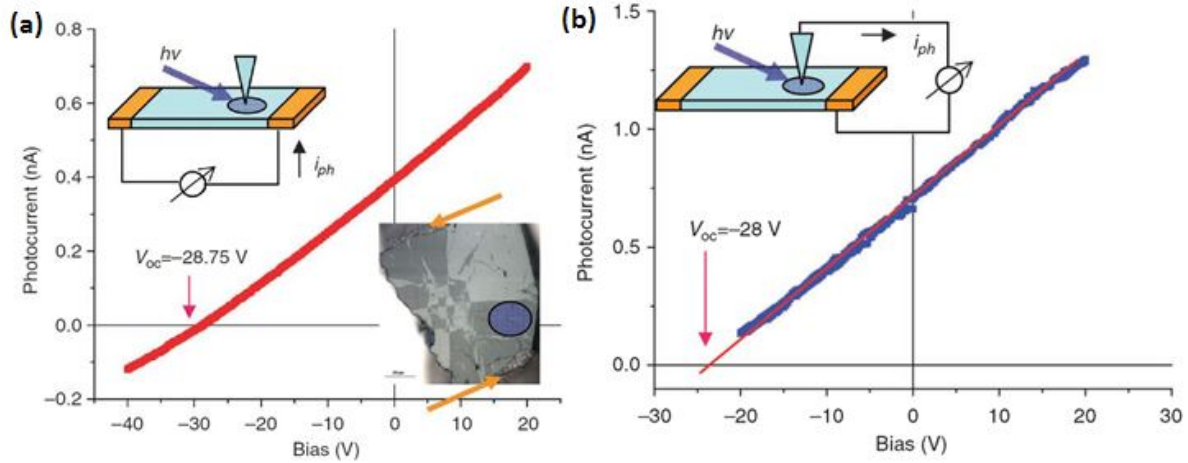 (a)
0.8
0.6
0.4
0.2
0.0
−0.2
Photocurrent (nA)
hv
i_ph
V_oc=−28.75 V
−40
−30
−20
−10
0
10
20
Bias (V)
(b)
1.5
1.0
0.5
0.0
Photocurrent (nA)
hv
i_ph
V_oc=−28 V
−30
−20
−10
0
10
20
30
Bias (V)